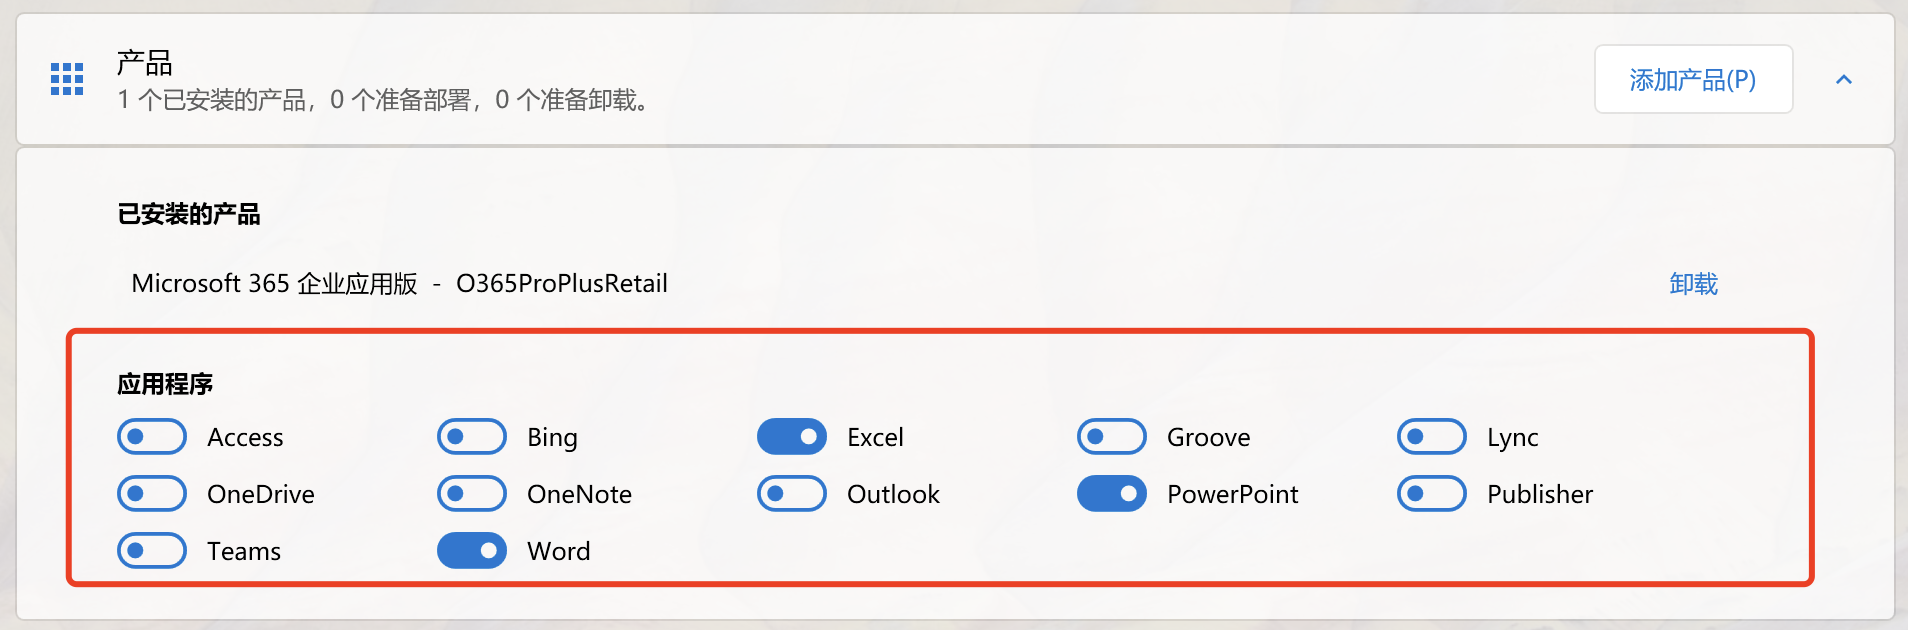 产品
1 个已安装的产品，0 个准备部署，0 个准备卸载。
添加产品(P)
已安装的产品
Microsoft 365 企业应用版 - O365ProPlusRetail
卸载
应用程序
Access Bing Excel Groove Lync
OneDrive OneNote Outlook PowerPoint Publisher
Teams Word